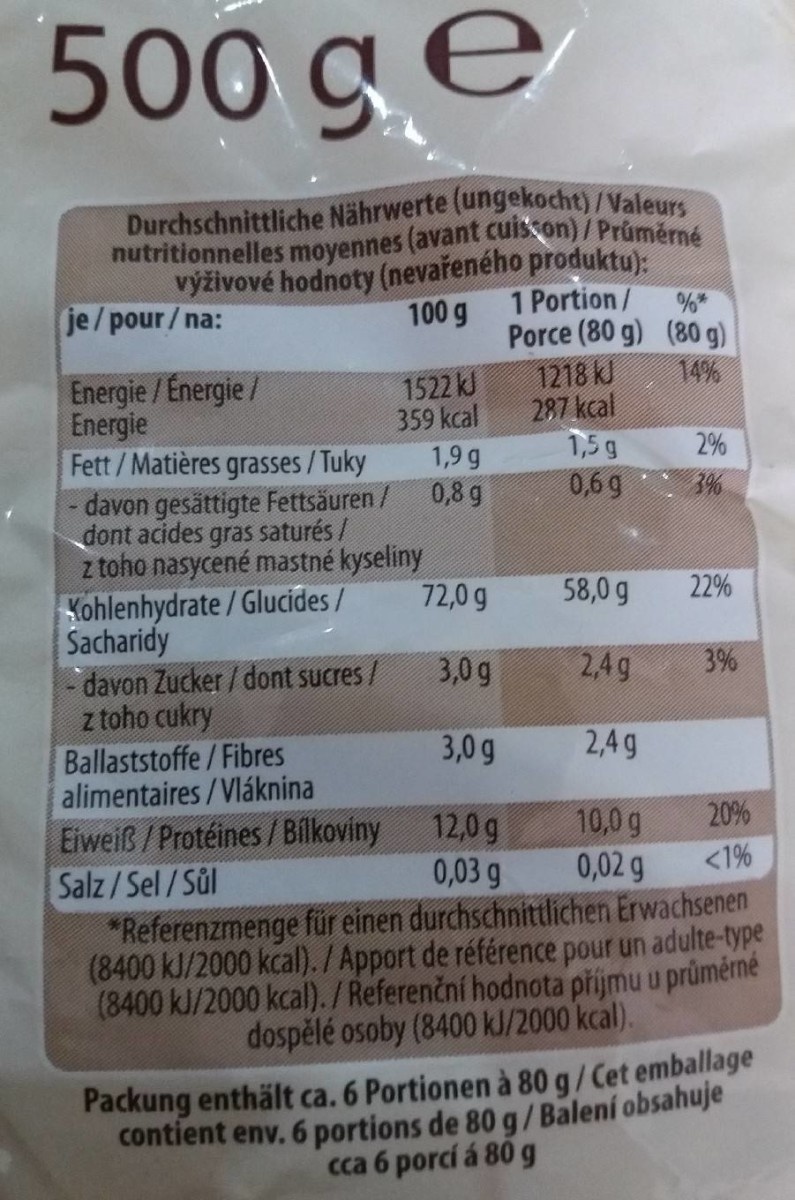 500 g e
Durchschnittliche Nährwerte (ungekocht) / Valeurs
nutritionnelles moyennes (avant cuisson) / Průměrné
výživové hodnoty (nevařeného produktu):
je / pour / na: 100 g 1 Portion / %*
Porce (80 g) (80 g)
Energie / Énergie / 1522 kJ 1218 kJ 14%
Energie 359 kcal 287 kcal
Fett / Matières grasses / Tuky 1,9 g 1,5 g 2%
- davon gesättigte Fettsäuren / 0,8 g 0,6 g 3%
dont acides gras saturés /
z toho nasycené mastné kyseliny
Kohlenhydrate / Glucides / 72,0 g 58,0 g 22%
Sacharidy
- davon Zucker / dont sucres / 3,0 g 2,4 g 3%
z toho cukry
Ballaststoffe / Fibres 3,0 g 2,4 g
alimentaires / Vláknina
Eiweiß / Protéines / Bílkoviny 12,0 g 10,0 g 20%
Salz / Sel / Sůl 0,03 g 0,02 g <1%
*Referenzmenge für einen durchschnittlichen Erwachsenen
(8400 kJ/2000 kcal). / Apport de référence pour un adulte-type
(8400 kJ/2000 kcal). / Referenční hodnota příjmu u průměrné
dospělé osoby (8400 kJ/2000 kcal).
Packung enthält ca. 6 Portionen à 80 g / Cet emballage
contient env. 6 portions de 80 g / Balení obsahuje
cca 6 porcí á 80 g